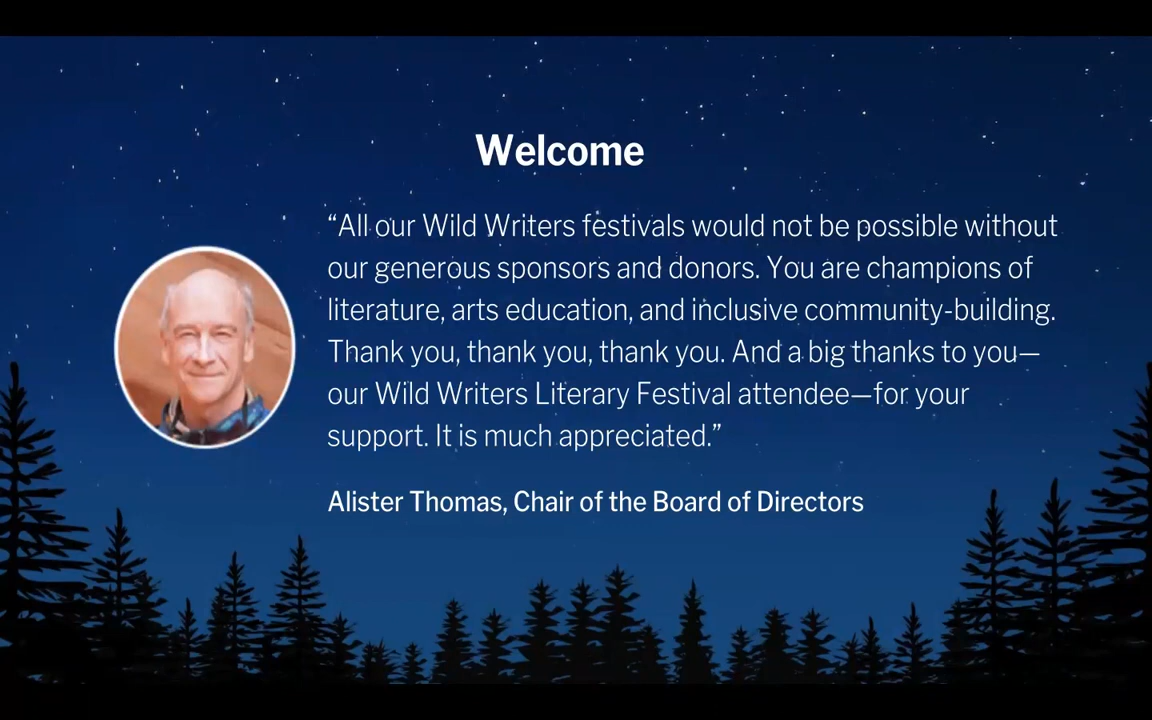 Welcome
“All our Wild Writers festivals would not be possible without
our generous sponsors and donors. You are champions of
literature, arts education, and inclusive community-building.
Thank you, thank you, thank you. And a big thanks to you—
our Wild Writers Literary Festival attendee—for your
support. It is much appreciated.”
Alister Thomas, Chair of the Board of Directors